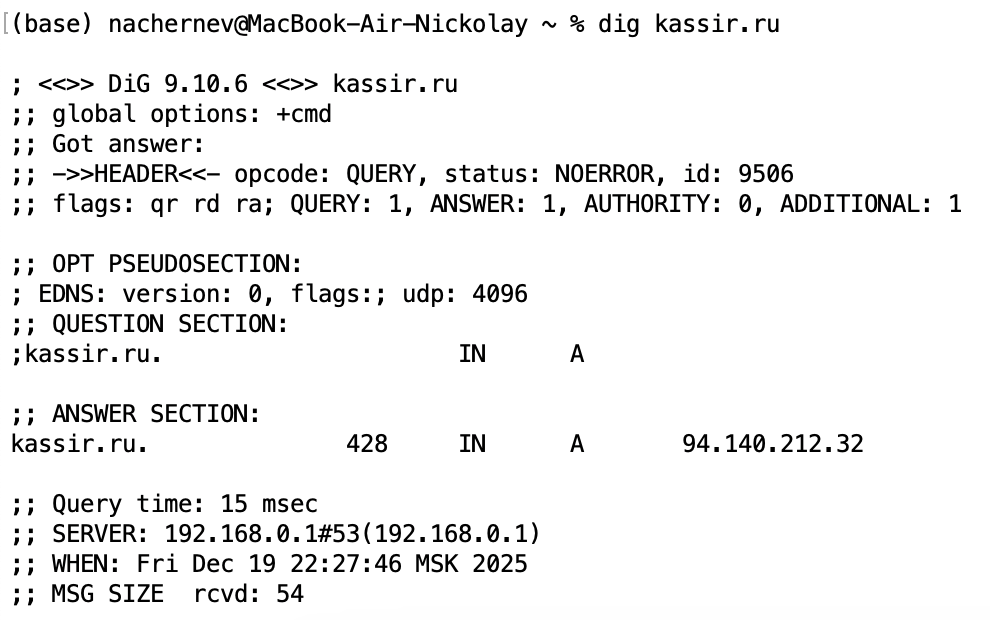 [(base) nachernev@MacBook-Air-Nickolay ~ % dig kassir.ru
; <<>> DiG 9.10.6 <<>> kassir.ru
;; global options: +cmd
;; Got answer:
;; ->>HEADER<<- opcode: QUERY, status: NOERROR, id: 9506
;; flags: qr rd ra; QUERY: 1, ANSWER: 1, AUTHORITY: 0, ADDITIONAL: 1
;; OPT PSEUDOSECTION:
; EDNS: version: 0, flags:; udp: 4096
;; QUESTION SECTION:
;kassir.ru. IN A
;; ANSWER SECTION:
kassir.ru. 428 IN A 94.140.212.32
;; Query time: 15 msec
;; SERVER: 192.168.0.1#53(192.168.0.1)
;; WHEN: Fri Dec 19 22:27:46 MSK 2025
;; MSG SIZE  rcvd: 54